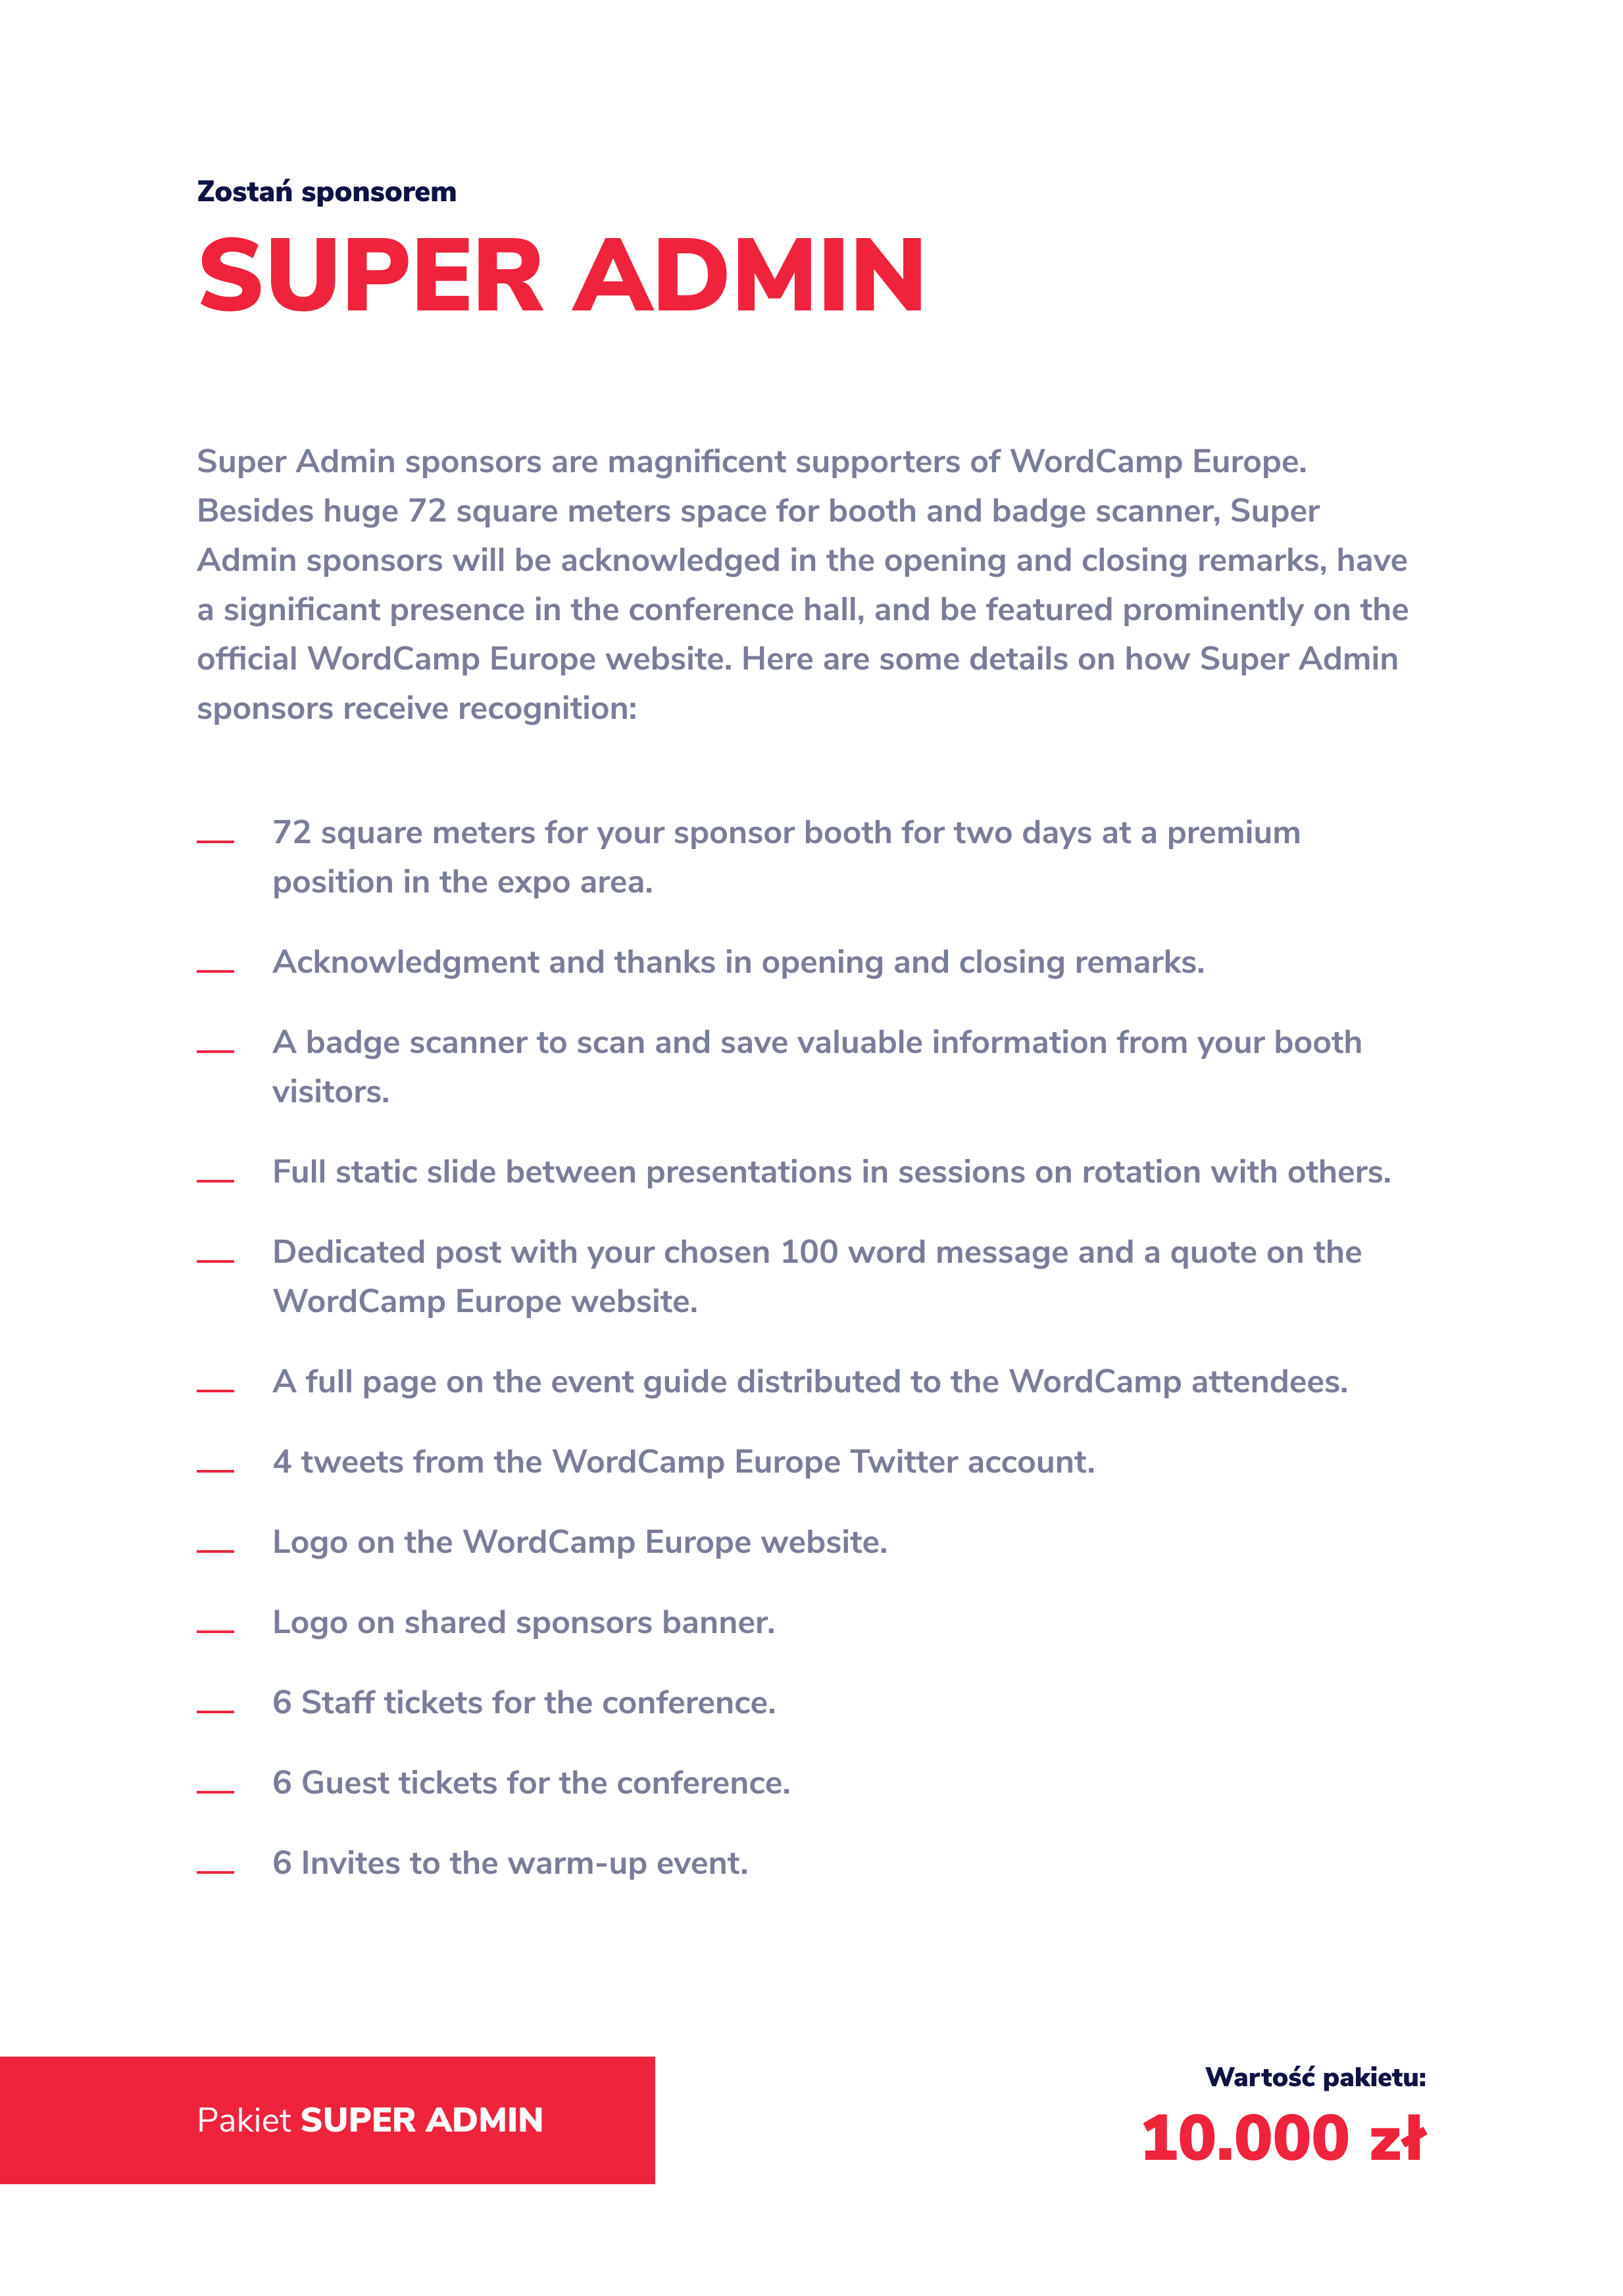 Zostań sponsorem
SUPER ADMIN
Super Admin sponsors are magnificent supporters of WordCamp Europe.
Besides huge 72 square meters space for booth and badge scanner, Super
Admin sponsors will be acknowledged in the opening and closing remarks, have
a significant presence in the conference hall, and be featured prominently on the
official WordCamp Europe website. Here are some details on how Super Admin
sponsors receive recognition:
72 square meters for your sponsor booth for two days at a premium
position in the expo area.
Acknowledgment and thanks in opening and closing remarks.
A badge scanner to scan and save valuable information from your booth
visitors.
Full static slide between presentations in sessions on rotation with others.
Dedicated post with your chosen 100 word message and a quote on the
WordCamp Europe website.
A full page on the event guide distributed to the WordCamp attendees.
4 tweets from the WordCamp Europe Twitter account.
Logo on the WordCamp Europe website.
Logo on shared sponsors banner.
6 Staff tickets for the conference.
6 Guest tickets for the conference.
6 Invites to the warm-up event.
Pakiet SUPER ADMIN
Wartość pakietu:
10.000 zł